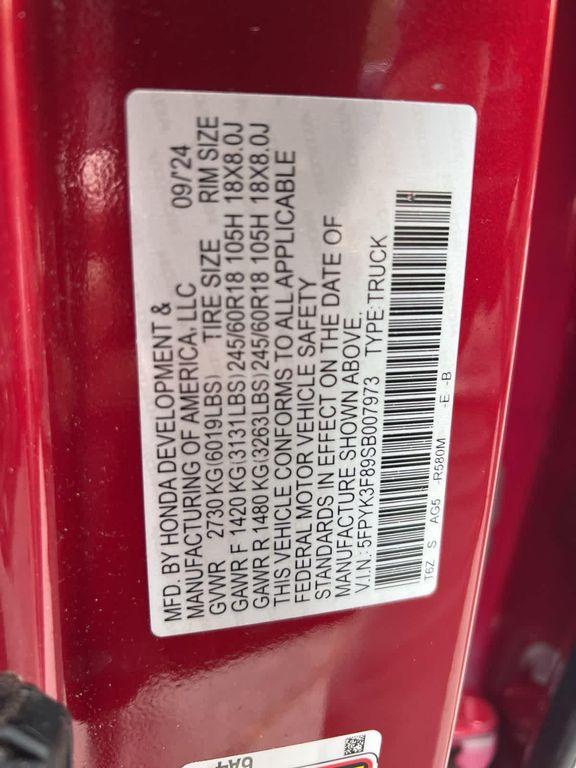 MFD. BY HONDA DEVELOPMENT &
MANUFACTURING OF AMERICA, LLC 09/'24
GVWR 2730 KG(6019LBS) TIRE SIZE RIM SIZE
GAWR F 1420 KG(3131LBS)245/60R18 105H 18X8.0J
GAWR R 1480 KG(3263LBS)245/60R18 105H 18X8.0J
THIS VEHICLE CONFORMS TO ALL APPLICABLE
FEDERAL MOTOR VEHICLE SAFETY
STANDARDS IN EFFECT ON THE DATE OF
MANUFACTURE SHOWN ABOVE.
V.I.N.: 5FPYK3F89SB007973 TYPE:TRUCK
T6Z S AG5 -R580M -E -B